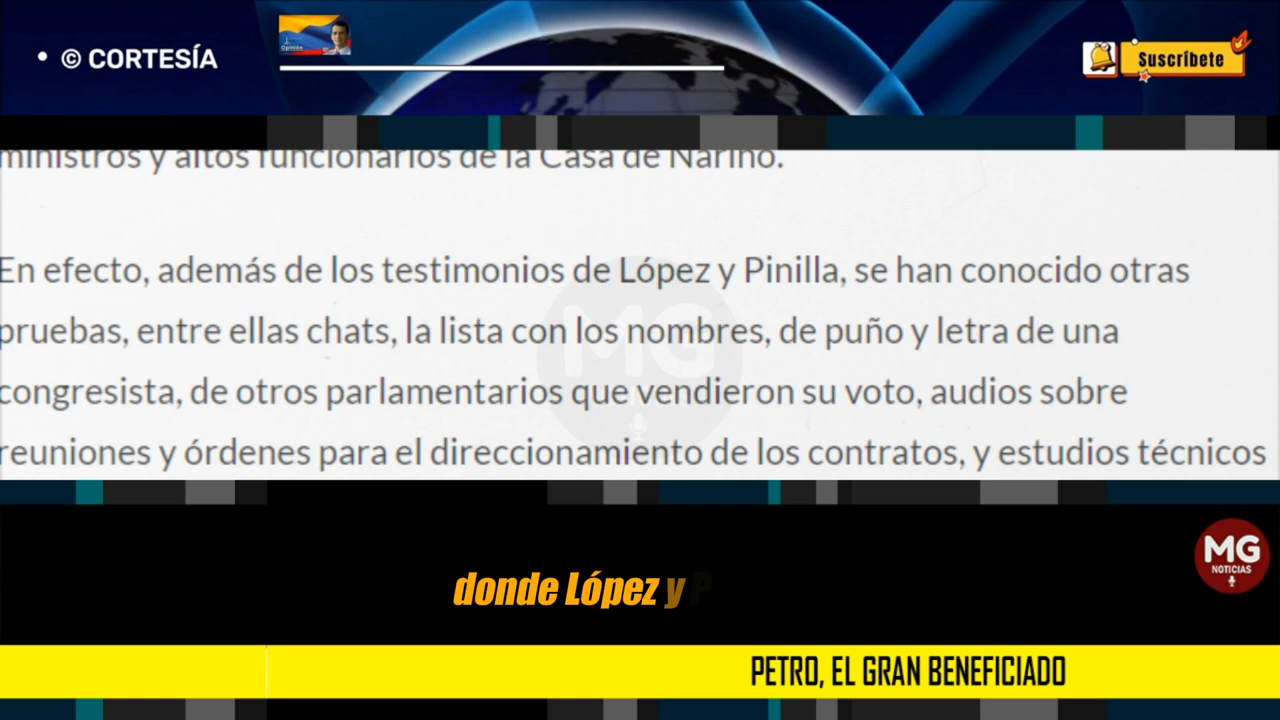 • © CORTESÍA
Opinión
Suscríbete
ministros y altos funcionarios de la Casa de Nariño.
En efecto, además de los testimonios de López y Pinilla, se han conocido otras
pruebas, entre ellas chats, la lista con los nombres, de puño y letra de una
congresista, de otros parlamentarios que vendieron su voto, audios sobre
reuniones y órdenes para el direccionamiento de los contratos, y estudios técnicos
MG
MG
NOTICIAS
donde López y P
PETRO, EL GRAN BENEFICIADO